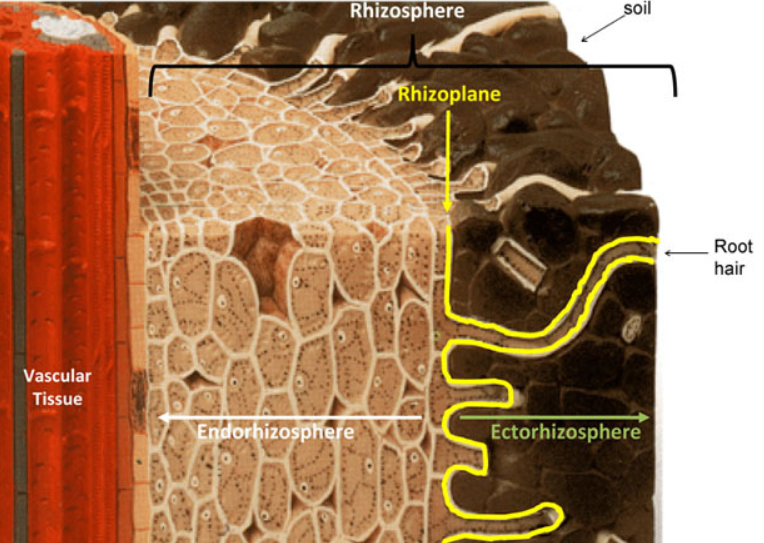 Rhizosphere
soil
Rhizoplane
Root
hair
Vascular
Tissue
Endorhizosphere
Ectorhizosphere